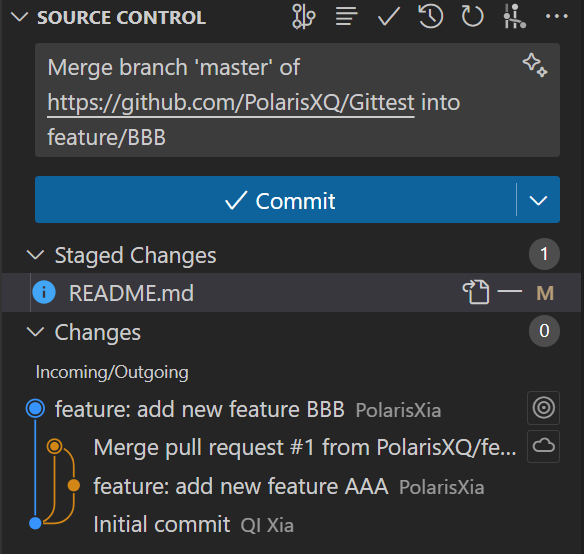 SOURCE CONTROL
Merge branch 'master' of
https://github.com/PolarisXQ/Gittest into
feature/BBB
Commit
Staged Changes 1
README.md M
Changes 0
Incoming/Outgoing
feature: add new feature BBB PolarisXia
Merge pull request #1 from PolarisXQ/fe...
feature: add new feature AAA PolarisXia
Initial commit QI Xia